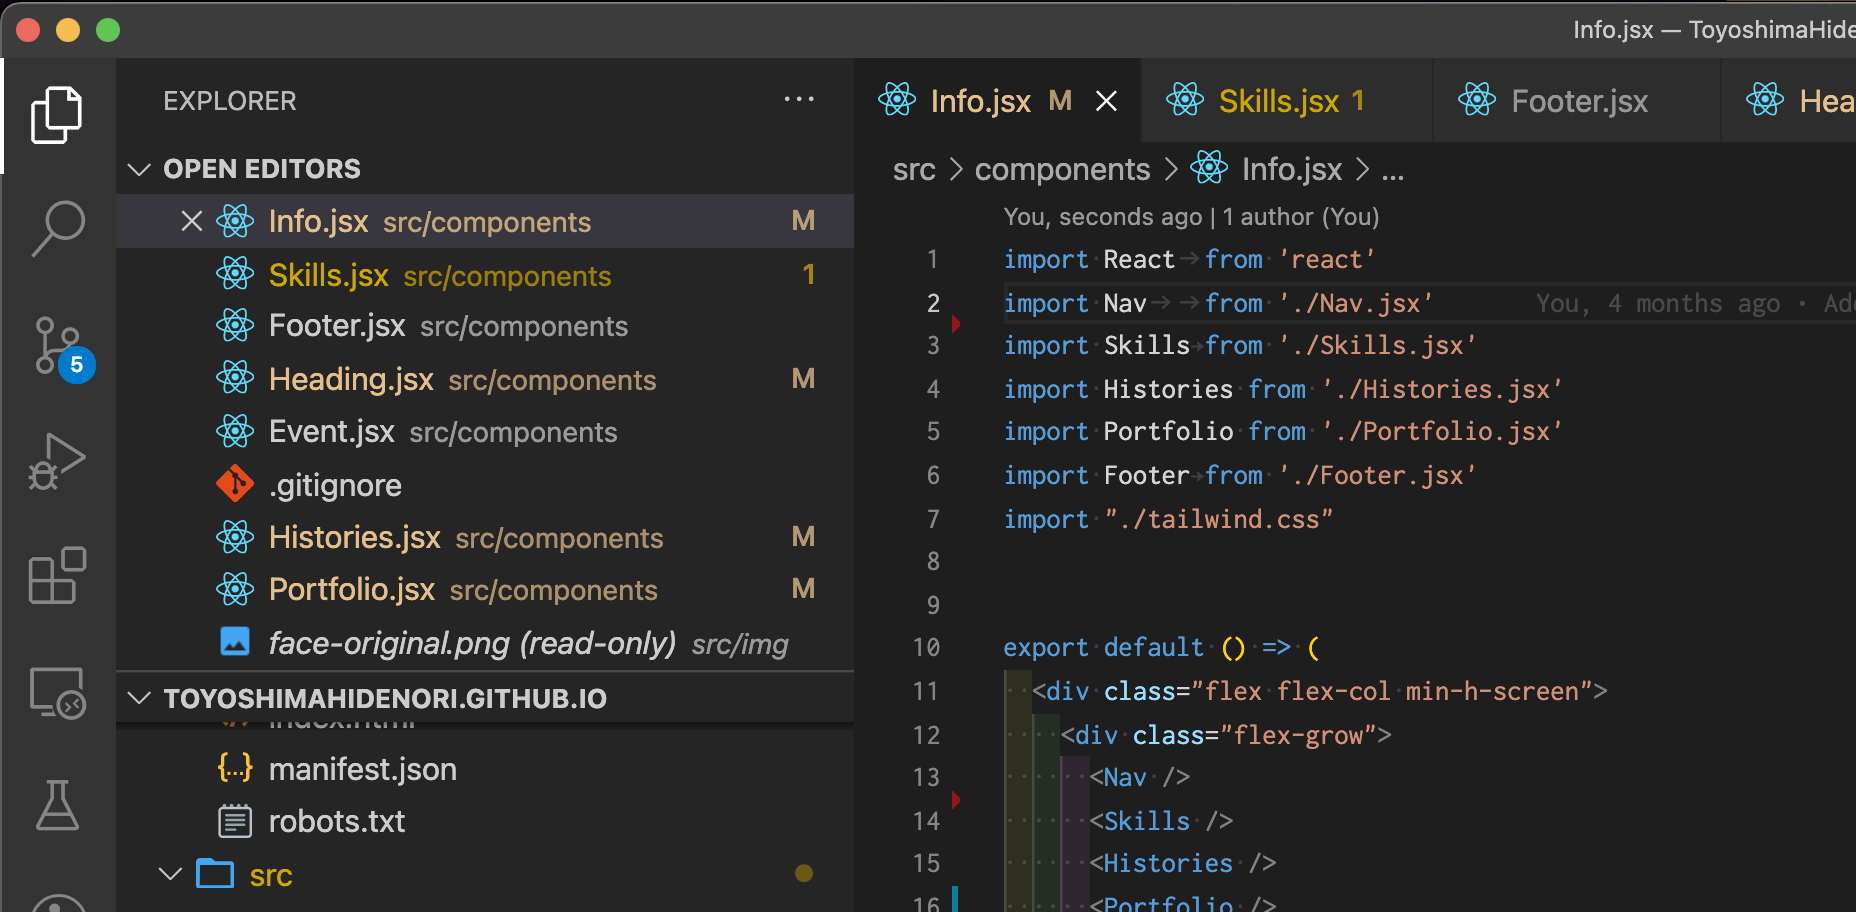 Info.jsx — ToyoshimaHide
EXPLORER
OPEN EDITORS
Info.jsx src/components M
Skills.jsx src/components 1
Footer.jsx src/components
Heading.jsx src/components M
Event.jsx src/components
.gitignore
Histories.jsx src/components M
Portfolio.jsx src/components M
face-original.png (read-only) src/img
TOYOSHIMAHIDENORI.GITHUB.IO
index.html
manifest.json
robots.txt
src
5
Info.jsx M
Skills.jsx 1
Footer.jsx
Hea
src > components > Info.jsx > ...
You, seconds ago | 1 author (You)
1 import React from 'react'
2 import Nav from './Nav.jsx' You, 4 months ago • Add
3 import Skills from './Skills.jsx'
4 import Histories from './Histories.jsx'
5 import Portfolio from './Portfolio.jsx'
6 import Footer from './Footer.jsx'
7 import "./tailwind.css"
8
9
10 export default () => (
11 <div class="flex flex-col min-h-screen">
12 <div class="flex-grow">
13 <Nav />
14 <Skills />
15 <Histories />
16 <Portfolio />